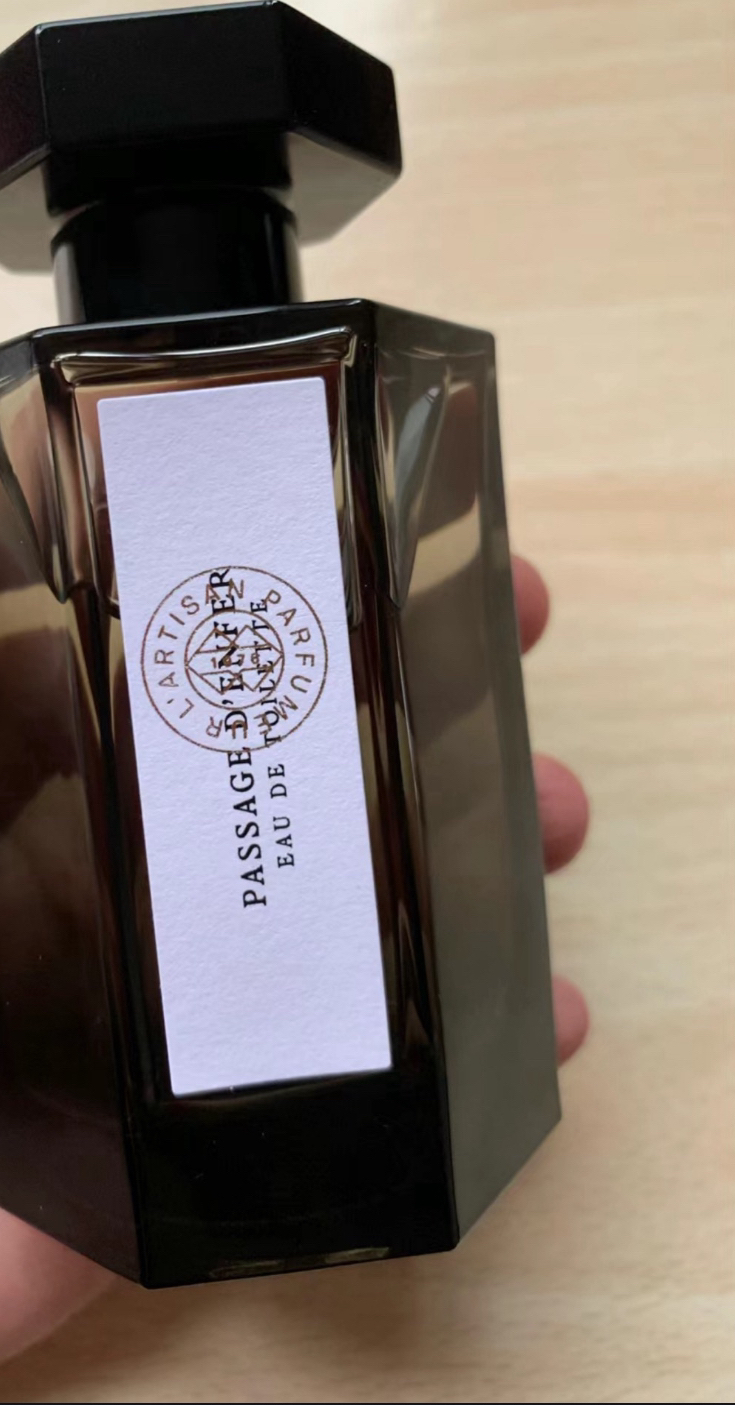 L'ARTISAN PARFUMEUR
PASSAGE D'ENFER
EAU DE TOILETTE